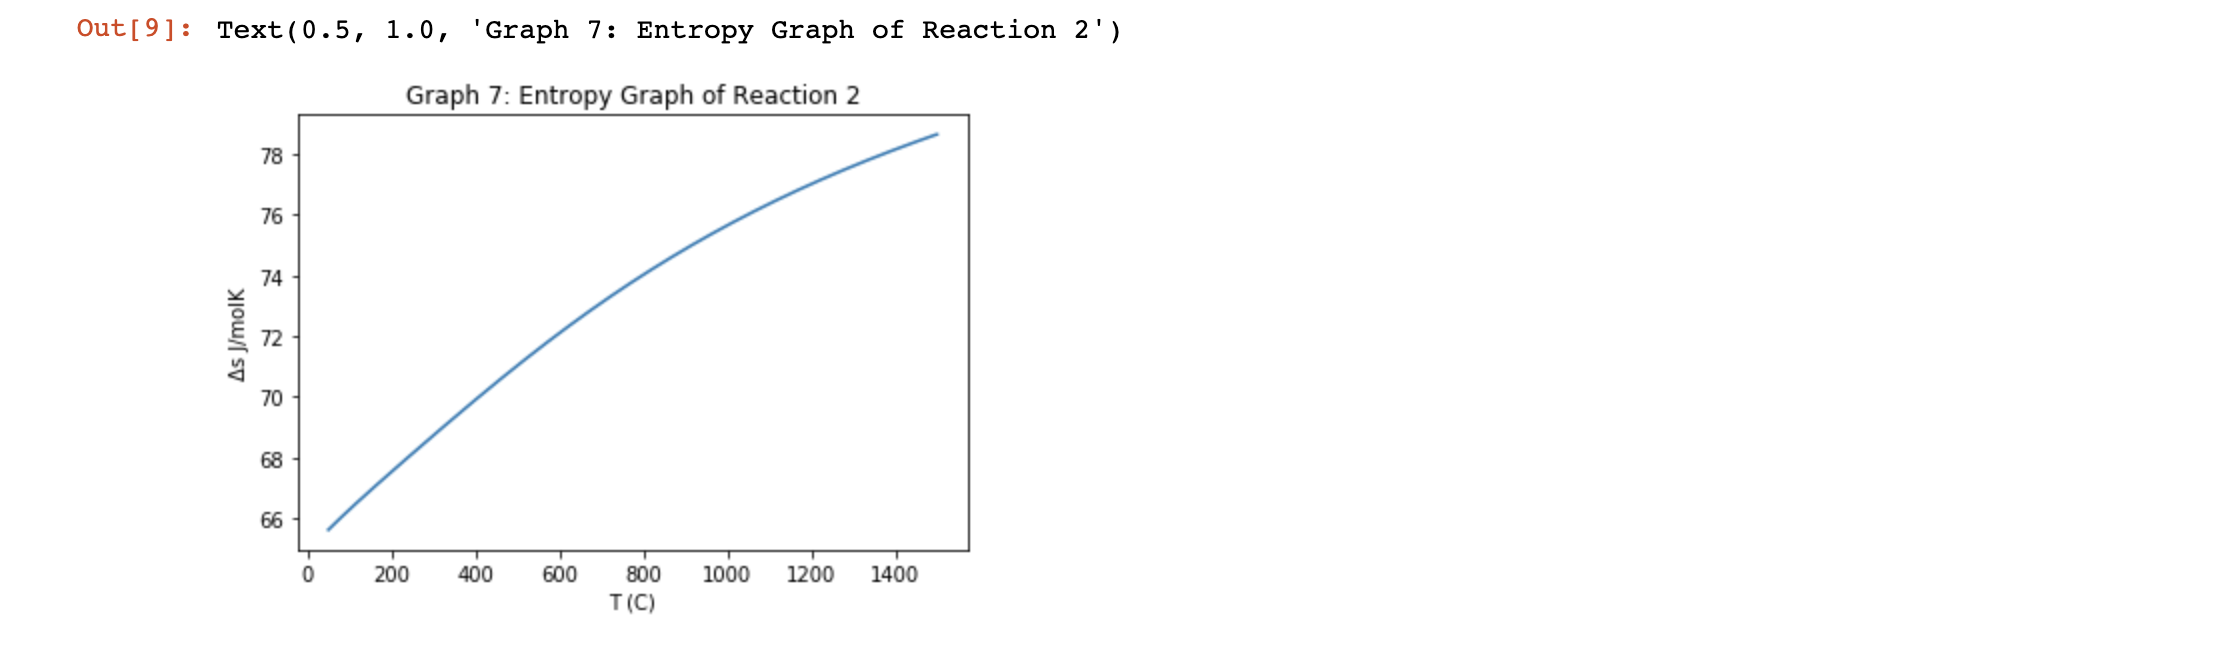 Out[9]: Text(0.5, 1.0, 'Graph 7: Entropy Graph of Reaction 2')
Graph 7: Entropy Graph of Reaction 2
78
76
74
72
70
68
66
Δs J/molK
0 200 400 600 800 1000 1200 1400
T (C)